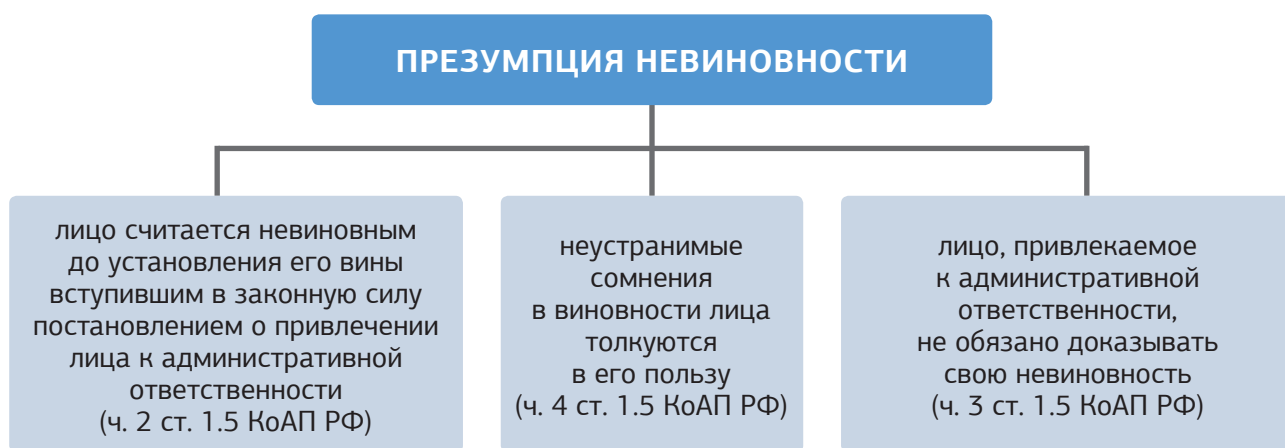 ПРЕЗУМПЦИЯ НЕВИНОВНОСТИ
лицо считается невиновным
до установления его вины
вступившим в законную силу
постановлением о привлечении
лица к административной
ответственности
(ч. 2 ст. 1.5 КоАП РФ)
неустранимые
сомнения
в виновности лица
толкуются
в его пользу
(ч. 4 ст. 1.5 КоАП РФ)
лицо, привлекаемое
к административной
ответственности,
не обязано доказывать
свою невиновность
(ч. 3 ст. 1.5 КоАП РФ)